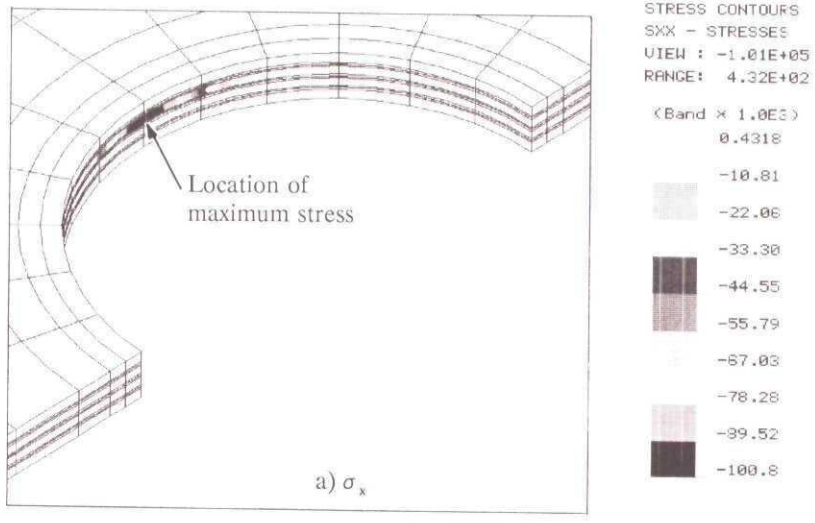 STRESS CONTOURS
SXX - STRESSES
VIEW : -1.01E+05
RANGE: 4.32E+02
(Band × 1.0E3)
0.4318
-10.81
-22.06
-33.30
-44.55
-55.79
-67.03
-78.28
-89.52
-100.8
Location of
maximum stress
a) σx